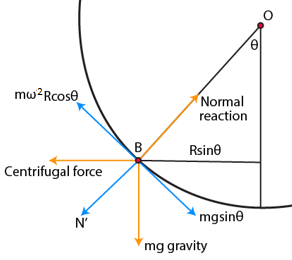 O
θ
Normal
reaction
mω²Rcosθ
B
Rsinθ
Centrifugal force
mgsinθ
N'
mg gravity